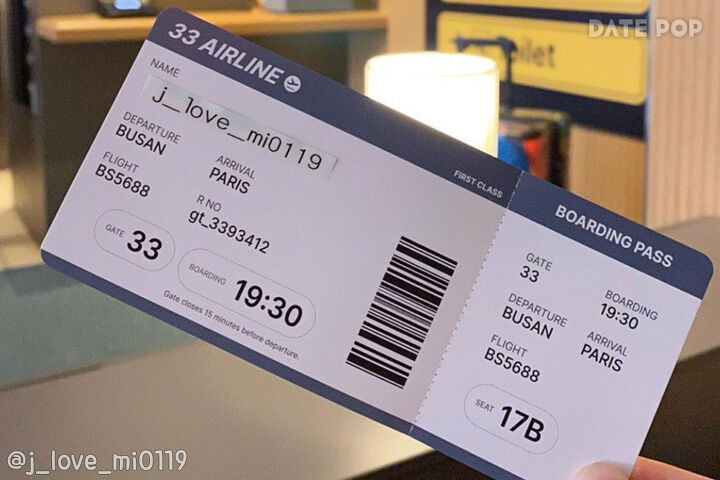 DATE POP
33 AIRLINE
NAME
j_love_mi0119
DEPARTURE
BUSAN
ARRIVAL
PARIS
FLIGHT
BS5688
R NO
gt_3393412
GATE 33
BOARDING 19:30
Gate closes 15 minutes before departure.
FIRST CLASS
BOARDING PASS
GATE
33
BOARDING
19:30
DEPARTURE
BUSAN
ARRIVAL
PARIS
FLIGHT
BS5688
SEAT 17B
@j_love_mi0119